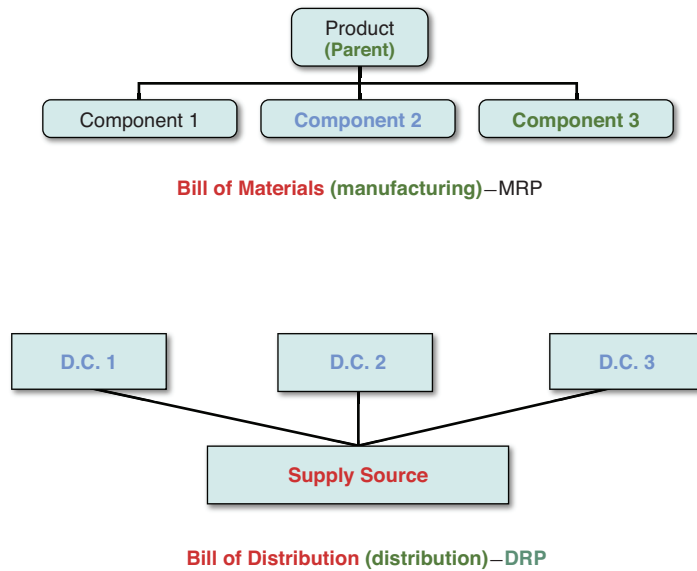 Product
(Parent)
Component 1 Component 2 Component 3
Bill of Materials (manufacturing)–MRP
D.C. 1 D.C. 2 D.C. 3
Supply Source
Bill of Distribution (distribution)–DRP